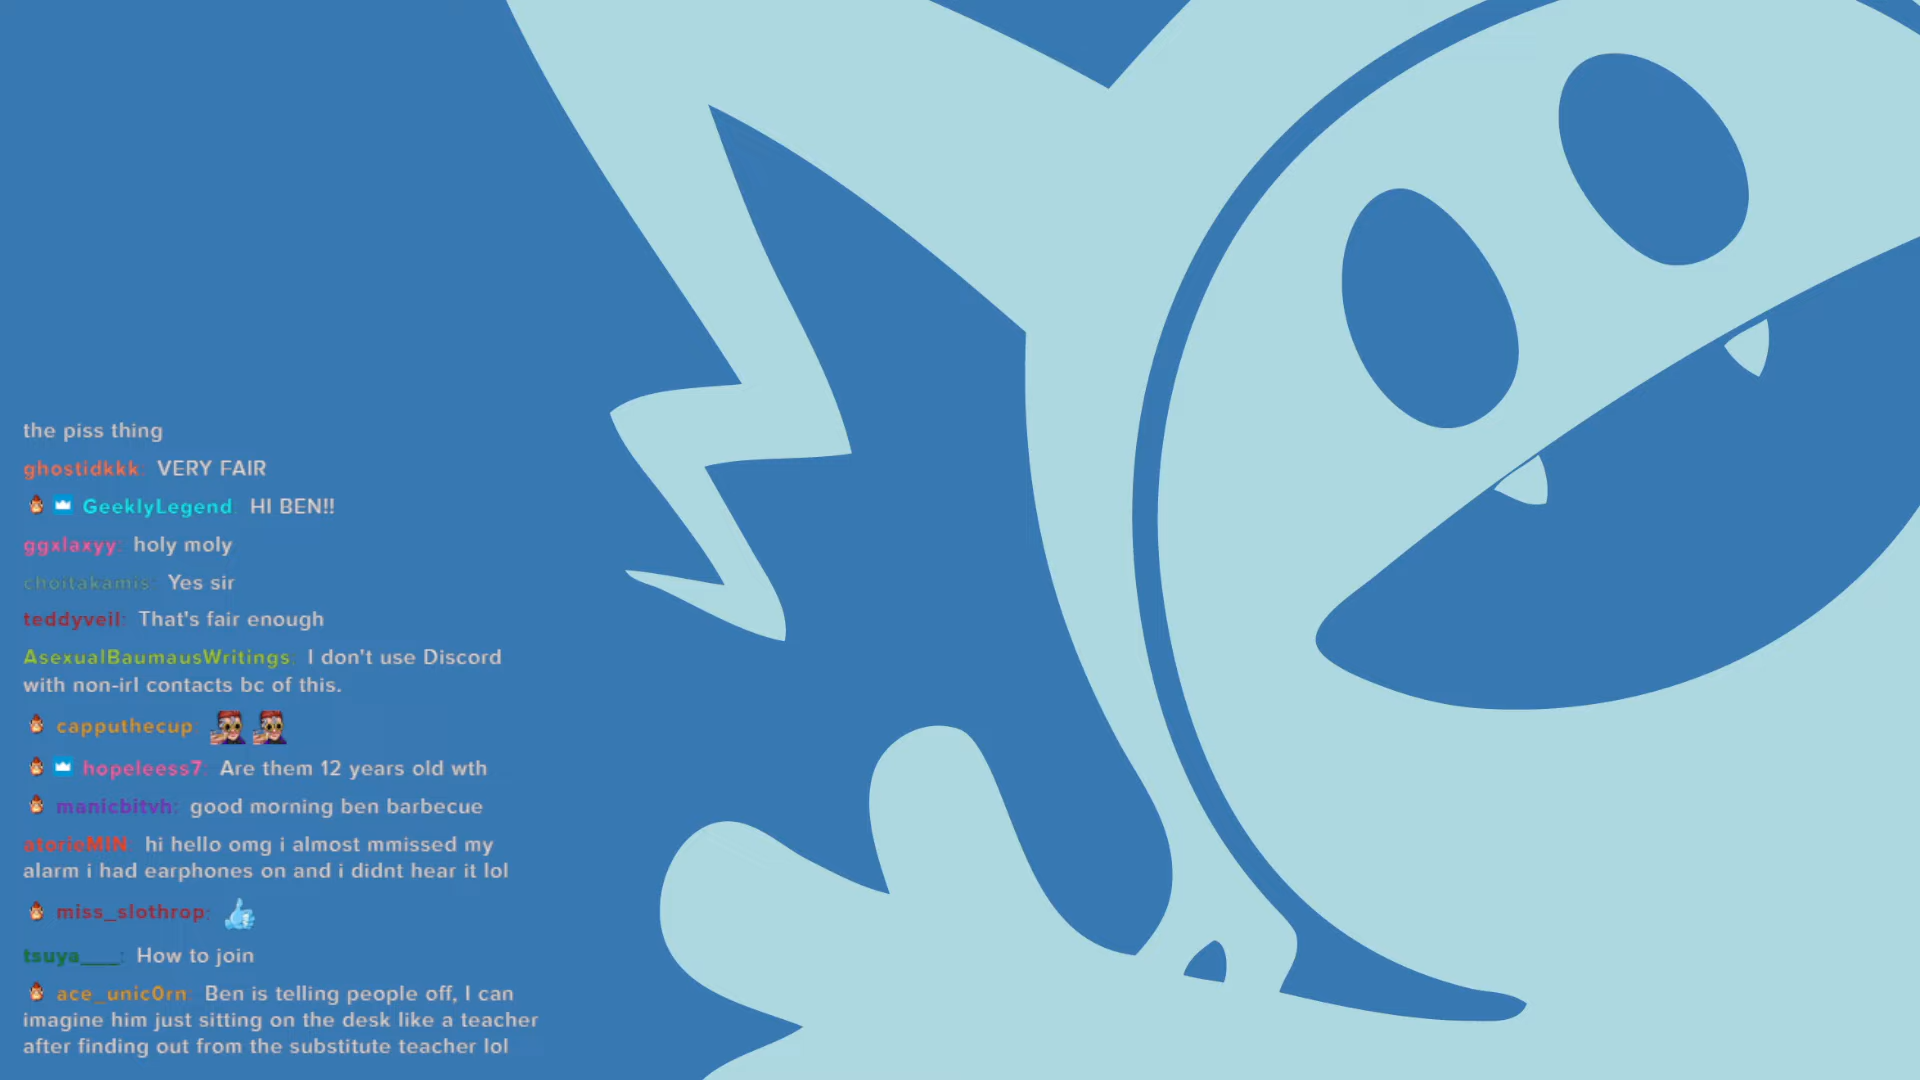 the piss thing
ghostidkkk: VERY FAIR
GeeklyLegend: HI BEN!!
ggxlaxyy: holy moly
choitakamis: Yes sir
teddyveil: That's fair enough
AsexualBaumausWritings: I don't use Discord
with non-irl contacts bc of this.
capputhecup:
hopeleess7: Are them 12 years old wth
manicbitvh: good morning ben barbecue
atorieMIN: hi hello omg i almost mmissed my
alarm i had earphones on and i didnt hear it lol
miss_slothrop:
tsuya___: How to join
ace_unic0rn: Ben is telling people off, I can
imagine him just sitting on the desk like a teacher
after finding out from the substitute teacher lol